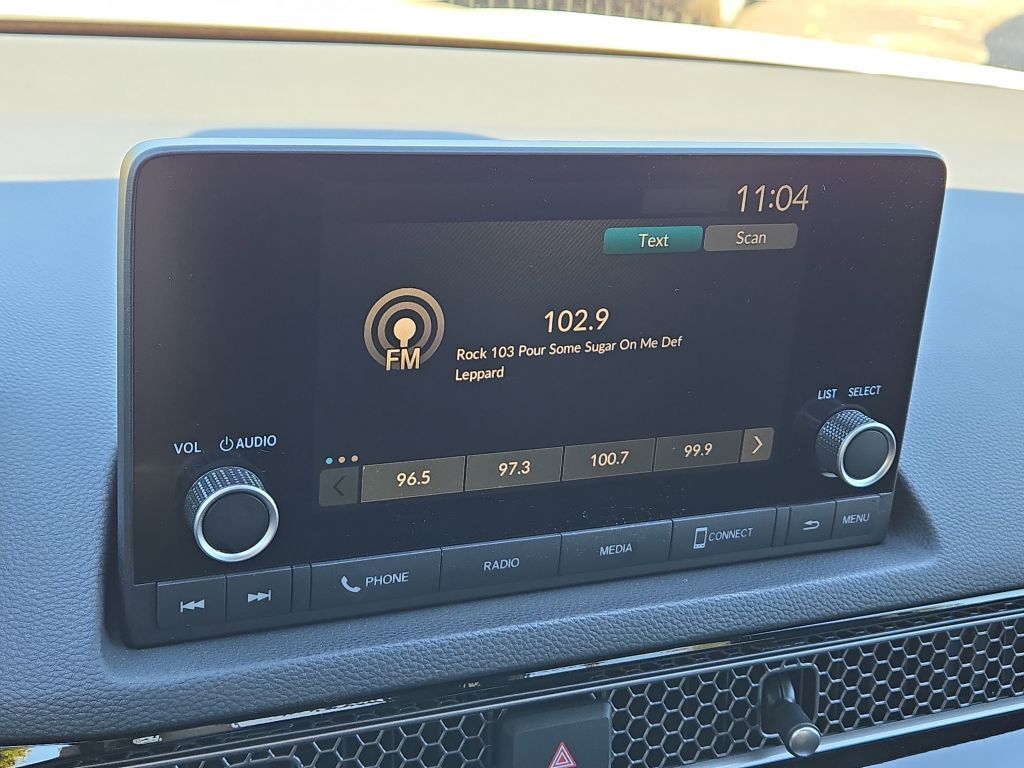 11:04
Text Scan
102.9
FM
Rock 103 Pour Some Sugar On Me Def
Leppard
LIST SELECT
VOL AUDIO
96.5 97.3 100.7 99.9
PHONE RADIO MEDIA CONNECT MENU